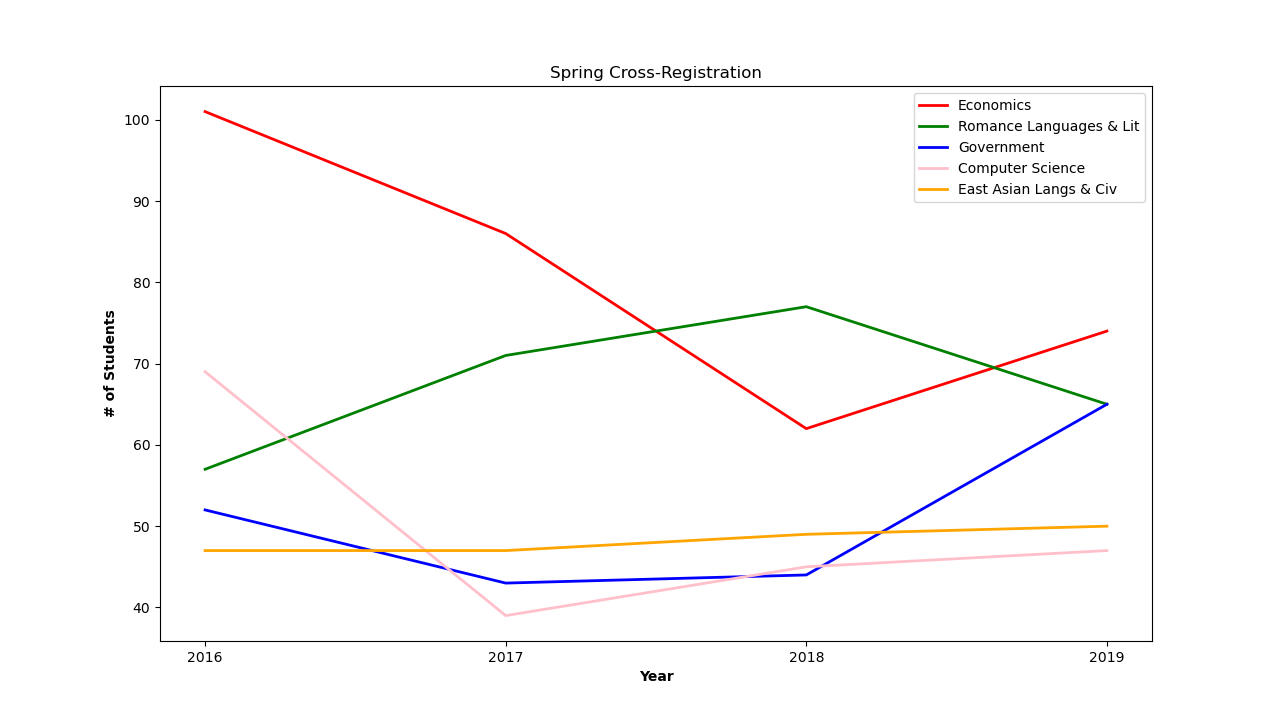 Spring Cross-Registration
Economics
Romance Languages & Lit
Government
Computer Science
East Asian Langs & Civ
# of Students
100
90
80
70
60
50
40
2016
2017
2018
2019
Year